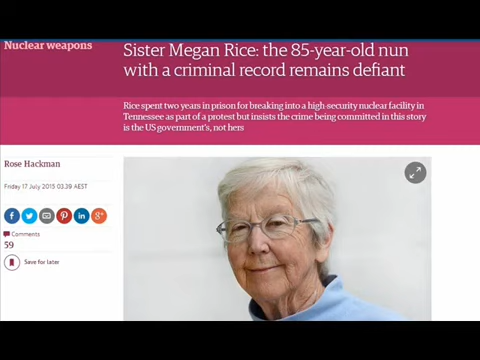 Nuclear weapons
Sister Megan Rice: the 85-year-old nun
with a criminal record remains defiant
Rice spent two years in prison for breaking into a high-security nuclear facility in
Tennessee as part of a protest but insists the crime being committed in this story
is the US government's, not hers
Rose Hackman
Friday 17 July 2015 03.39 AEST
Comments
59
Save for later